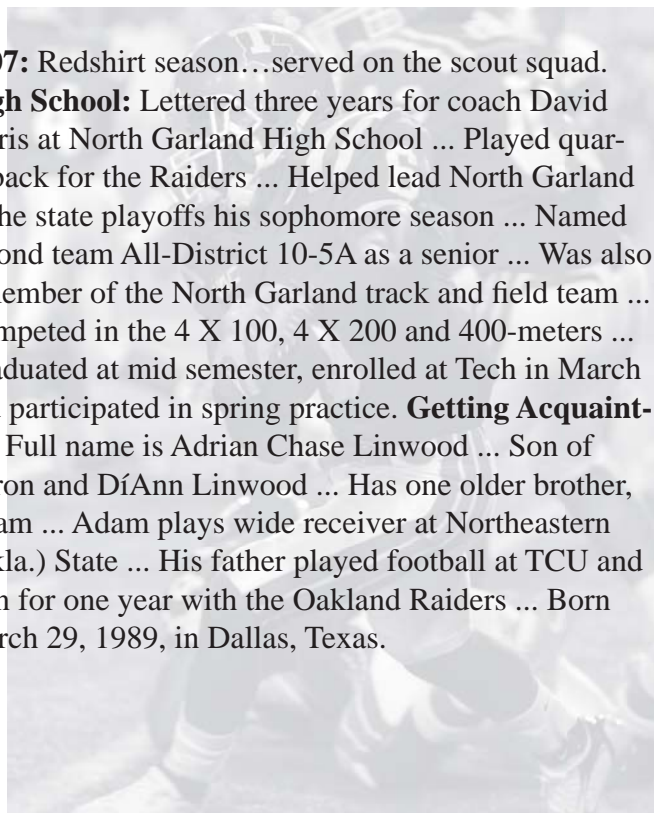 07: Redshirt season…served on the scout squad.
gh School: Lettered three years for coach David
ris at North Garland High School ... Played quar-
back for the Raiders ... Helped lead North Garland
he state playoffs his sophomore season ... Named
ond team All-District 10-5A as a senior ... Was also
member of the North Garland track and field team ...
mpeted in the 4 X 100, 4 X 200 and 400-meters ...
aduated at mid semester, enrolled at Tech in March
participated in spring practice. Getting Acquaint-
Full name is Adrian Chase Linwood ... Son of
ron and DíAnn Linwood ... Has one older brother,
am ... Adam plays wide receiver at Northeastern
kla.) State ... His father played football at TCU and
n for one year with the Oakland Raiders ... Born
rch 29, 1989, in Dallas, Texas.